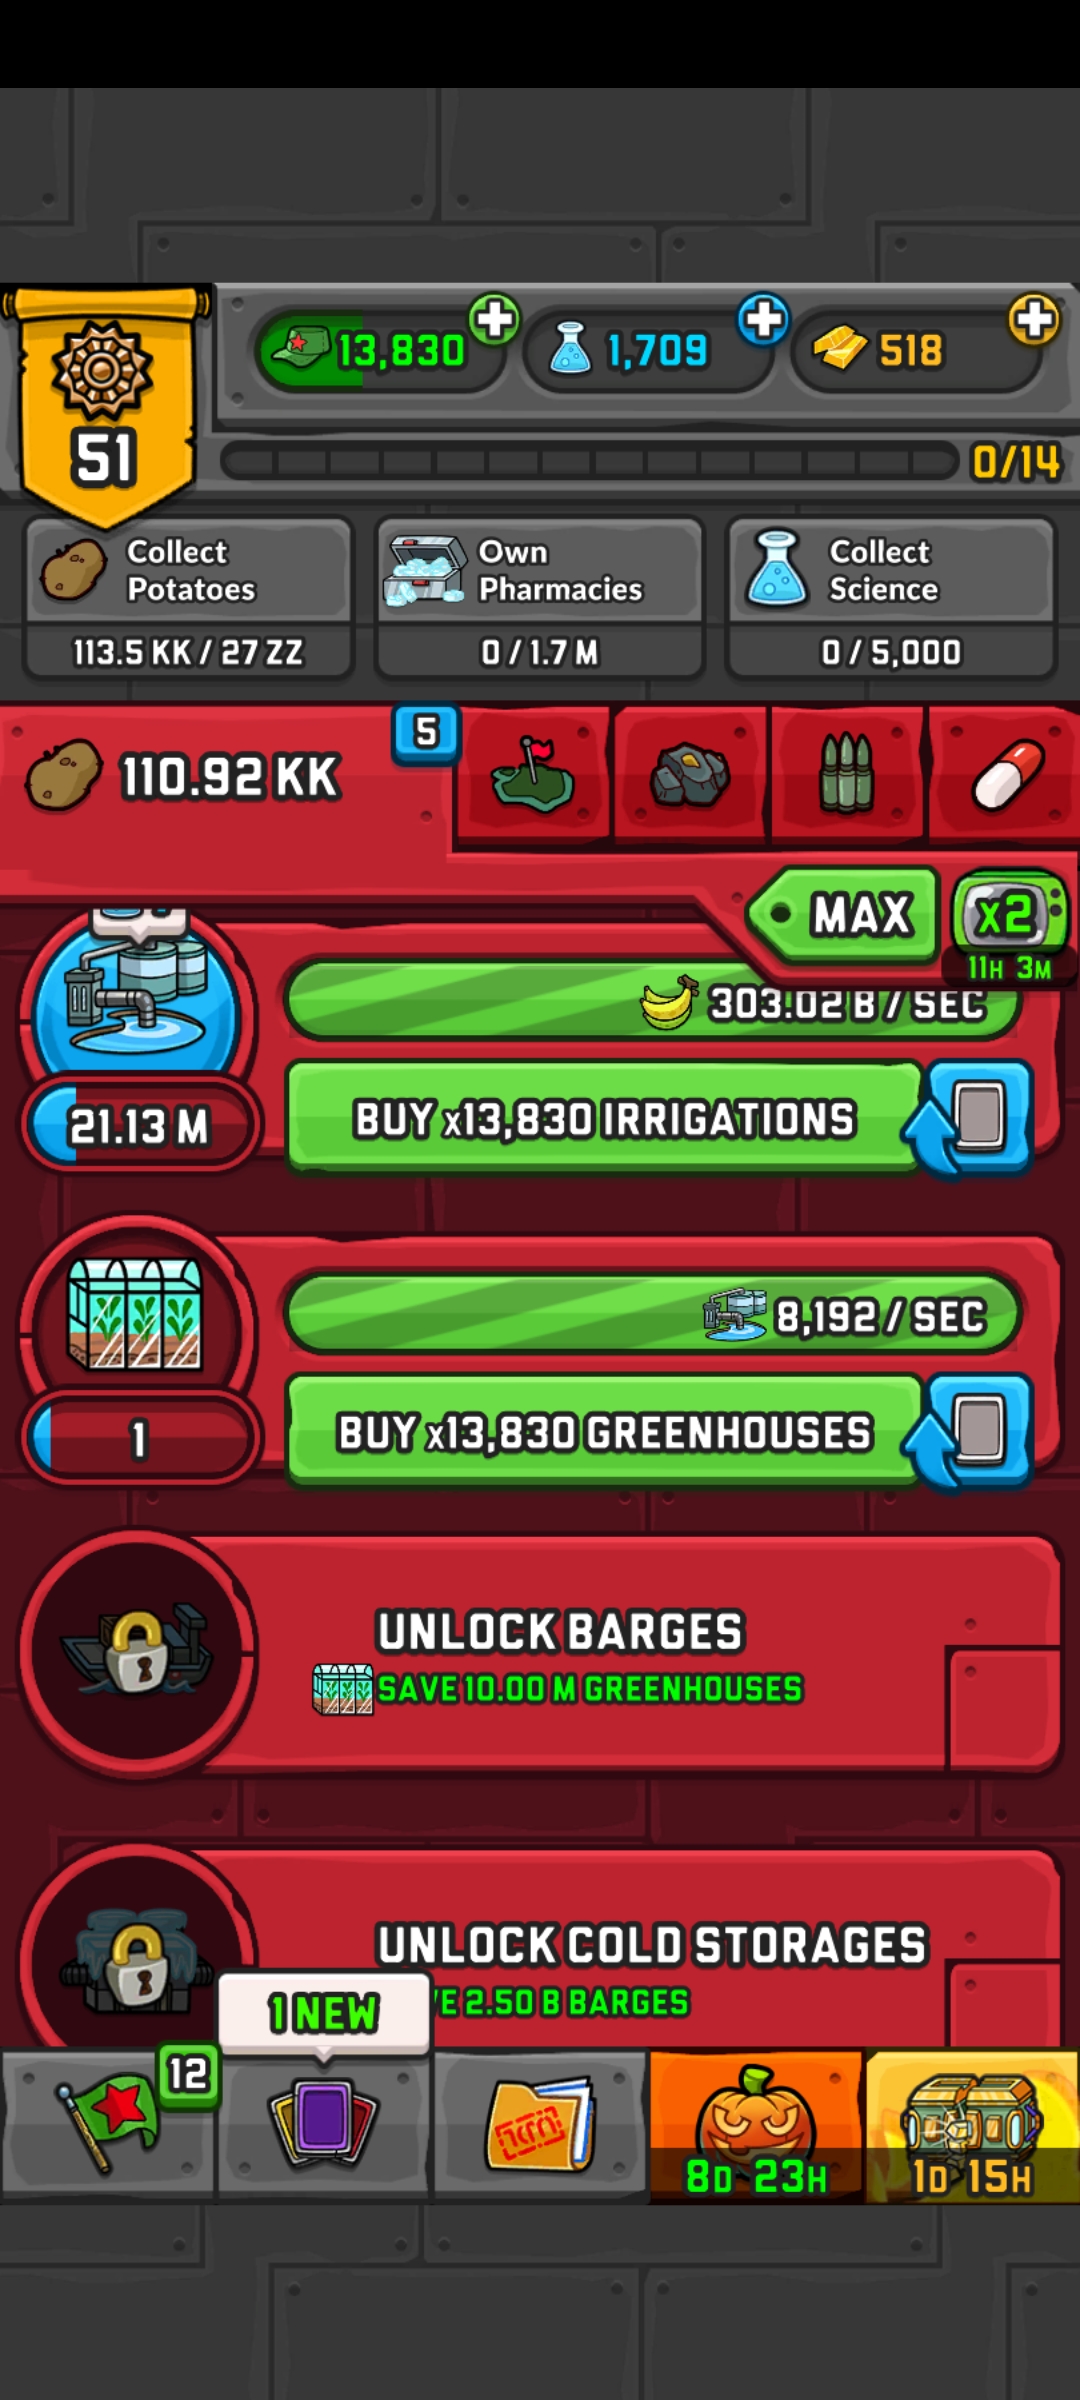 13,830
1,709
518
51
0/14
Collect
Potatoes
113.5 KK / 27 ZZ
Own
Pharmacies
0 / 1.7 M
Collect
Science
0 / 5,000
110.92 KK
5
MAX
x2
11H 3M
303.02 B / SEC
21.13 M
BUY x13,830 IRRIGATIONS
8,192 / SEC
1
BUY x13,830 GREENHOUSES
UNLOCK BARGES
SAVE 10.00 M GREENHOUSES
UNLOCK COLD STORAGES
2.50 B BARGES
1 NEW
12
8D 23H
1D 15H